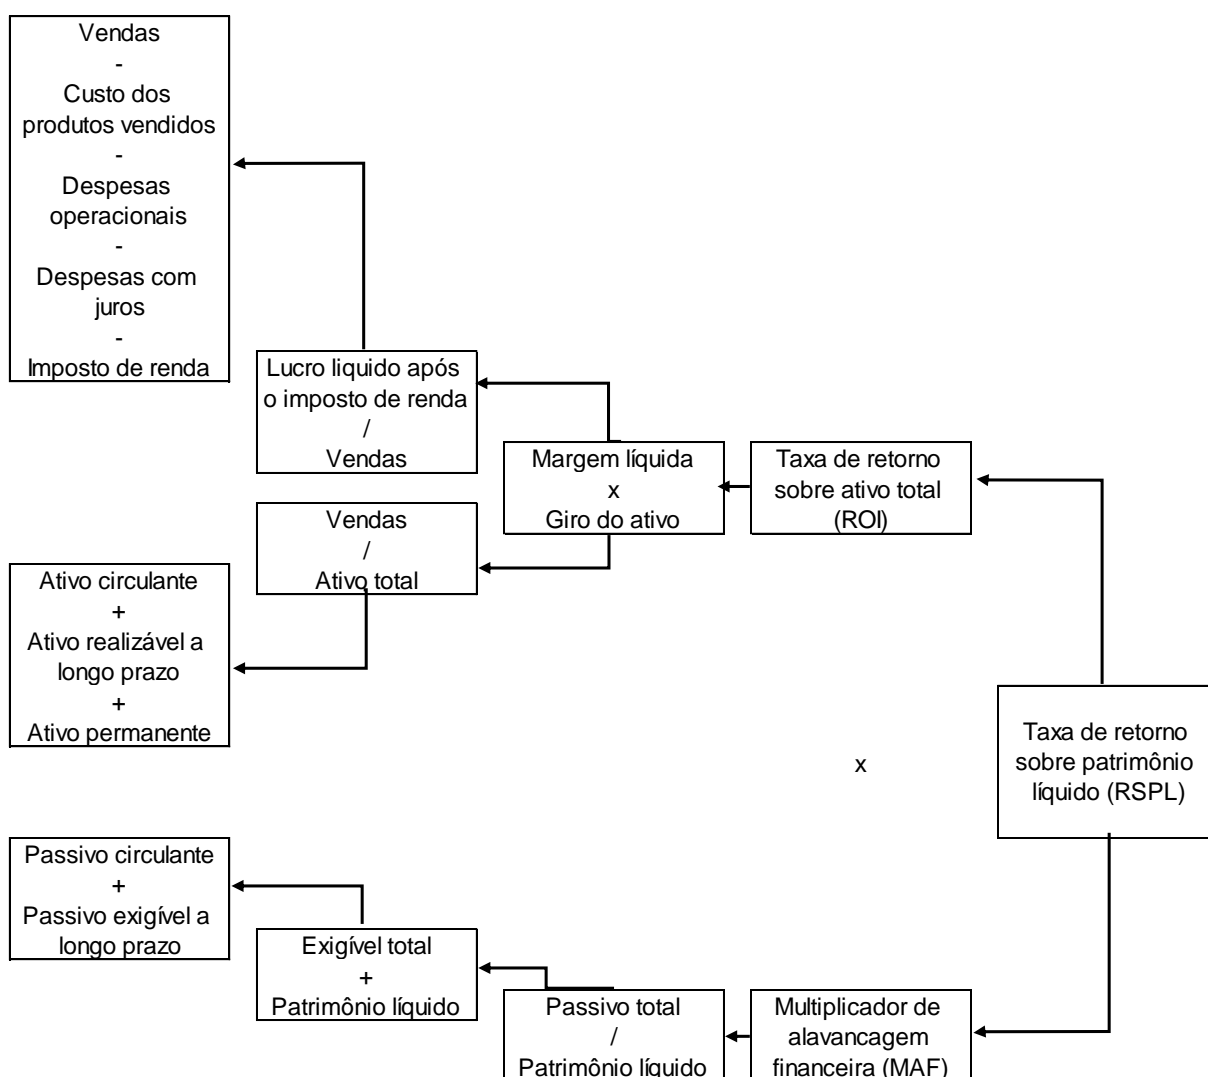 Vendas
-
Custo dos
produtos vendidos
-
Despesas
operacionais
-
Despesas com
juros
-
Imposto de renda
Lucro liquido após
o imposto de renda
/
Vendas
Margem líquida
x
Giro do ativo
Taxa de retorno
sobre ativo total
(ROI)
Vendas
/
Ativo total
Ativo circulante
+
Ativo realizável a
longo prazo
+
Ativo permanente
Taxa de retorno
sobre patrimônio
líquido (RSPL)
x
Passivo circulante
+
Passivo exigível a
longo prazo
Exigível total
+
Patrimônio líquido
Passivo total
/
Patrimônio líquido
Multiplicador de
alavancagem
financeira (MAF)